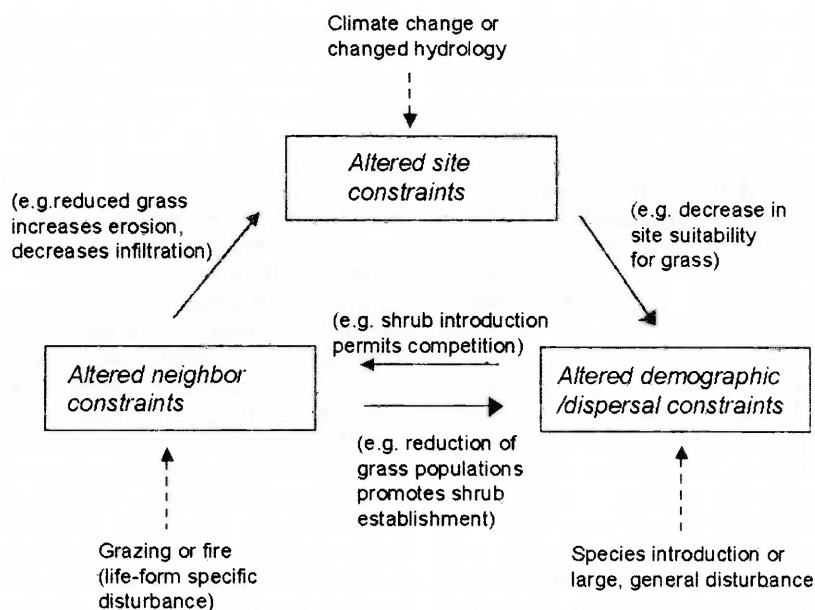 Climate change or
changed hydrology
Altered site
constraints
(e.g.reduced grass
increases erosion,
decreases infiltration)
(e.g. decrease in
site suitability
for grass)
(e.g. shrub introduction
permits competition)
Altered neighbor
constraints
Altered demographic
/dispersal constraints
(e.g. reduction of
grass populations
promotes shrub
establishment)
Grazing or fire
(life-form specific
disturbance)
Species introduction or
large, general disturbance